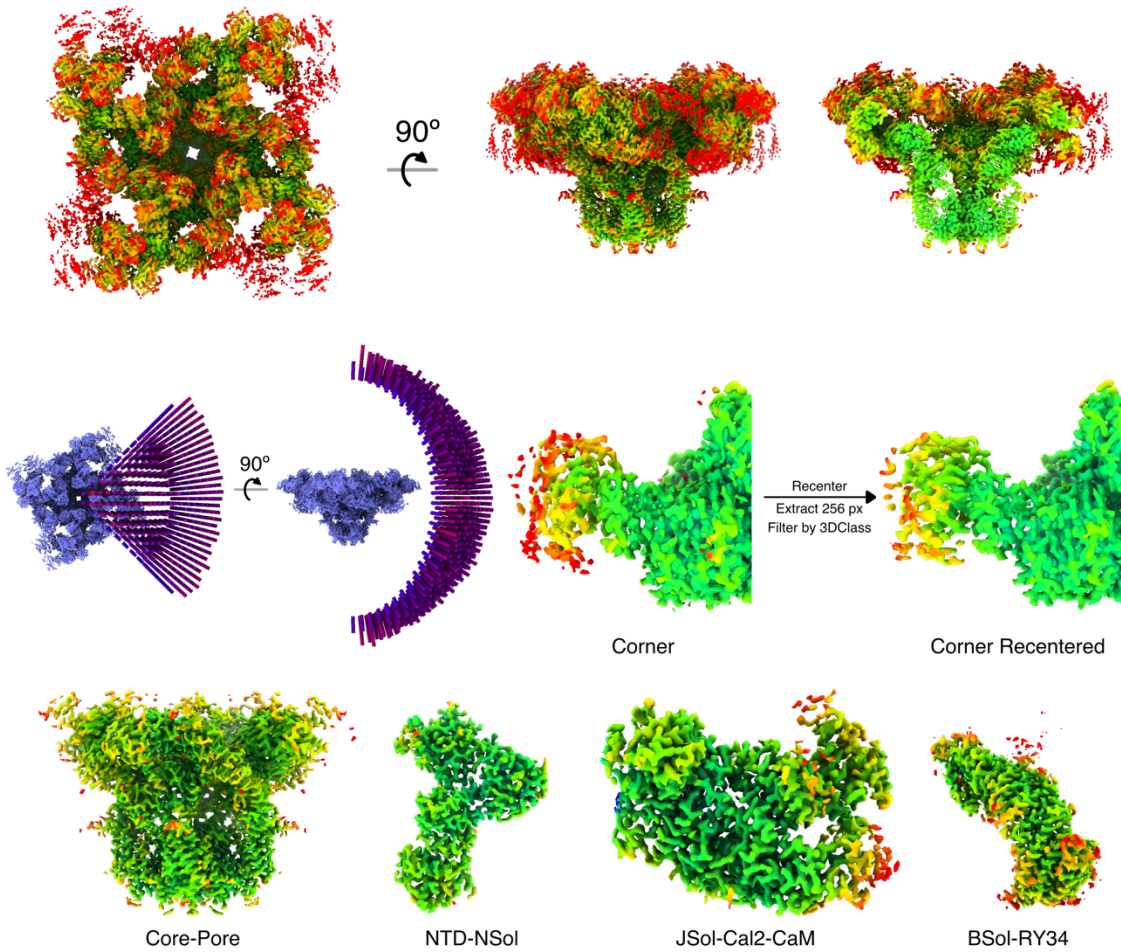 90º
90º
Recenter
Extract 256 px
Filter by 3DClass
Corner
Corner Recentered
Core-Pore
NTD-NSol
JSol-Cal2-CaM
BSol-RY34